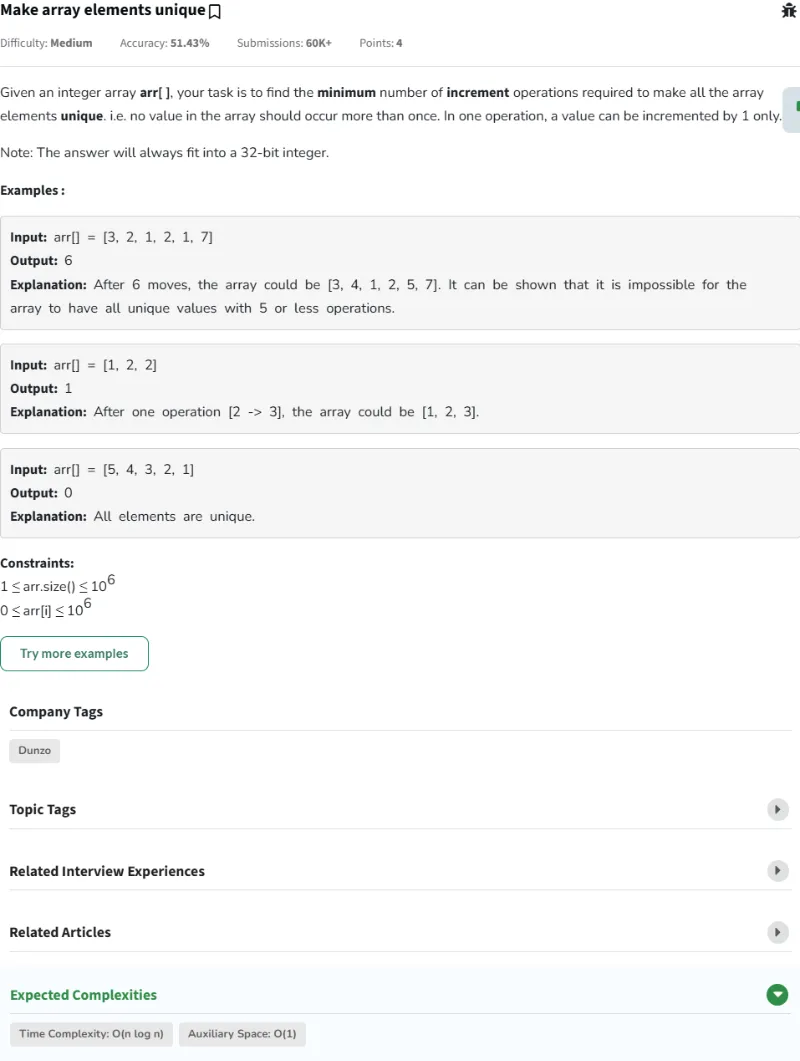 Make array elements unique
Difficulty: Medium Accuracy: 51.43% Submissions: 60K+ Points: 4
Given an integer array arr[ ], your task is to find the minimum number of increment operations required to make all the array
elements unique. i.e. no value in the array should occur more than once. In one operation, a value can be incremented by 1 only.
Note: The answer will always fit into a 32-bit integer.
Examples :
Input: arr[] = [3, 2, 1, 2, 1, 7]
Output: 6
Explanation: After 6 moves, the array could be [3, 4, 1, 2, 5, 7]. It can be shown that it is impossible for the
array to have all unique values with 5 or less operations.
Input: arr[] = [1, 2, 2]
Output: 1
Explanation: After one operation [2 -> 3], the array could be [1, 2, 3].
Input: arr[] = [5, 4, 3, 2, 1]
Output: 0
Explanation: All elements are unique.
Constraints:
1 ≤ arr.size() ≤ 10^6
0 ≤ arr[i] ≤ 10^6
Try more examples
Company Tags
Dunzo
Topic Tags
Related Interview Experiences
Related Articles
Expected Complexities
Time Complexity: O(n log n) Auxiliary Space: O(1)